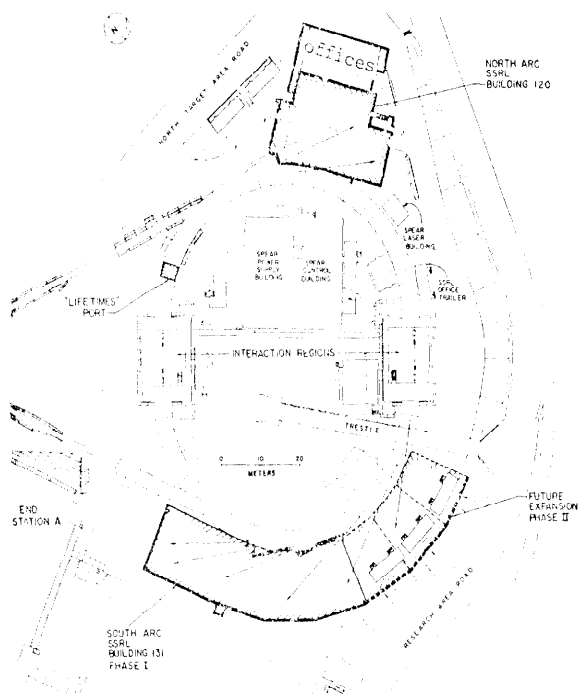 N
offices
NORTH TARGET AREA ROAD
NORTH ARC
SSRL
BUILDING 120
SPEAR
LASER
BUILDING
SPEAR
POWER
SUPPLY
BUILDING
SPEAR
CONTROL
BUILDING
SSRL
OFFICE
TRAILER
"LIFETIMES"
PORT
INTERACTION REGIONS
TRESTLE
0 10 20
METERS
END
STATION A
FUTURE
EXPANSION
PHASE II
RESEARCH AREA ROAD
SOUTH ARC
SSRL
BUILDING 131
PHASE I